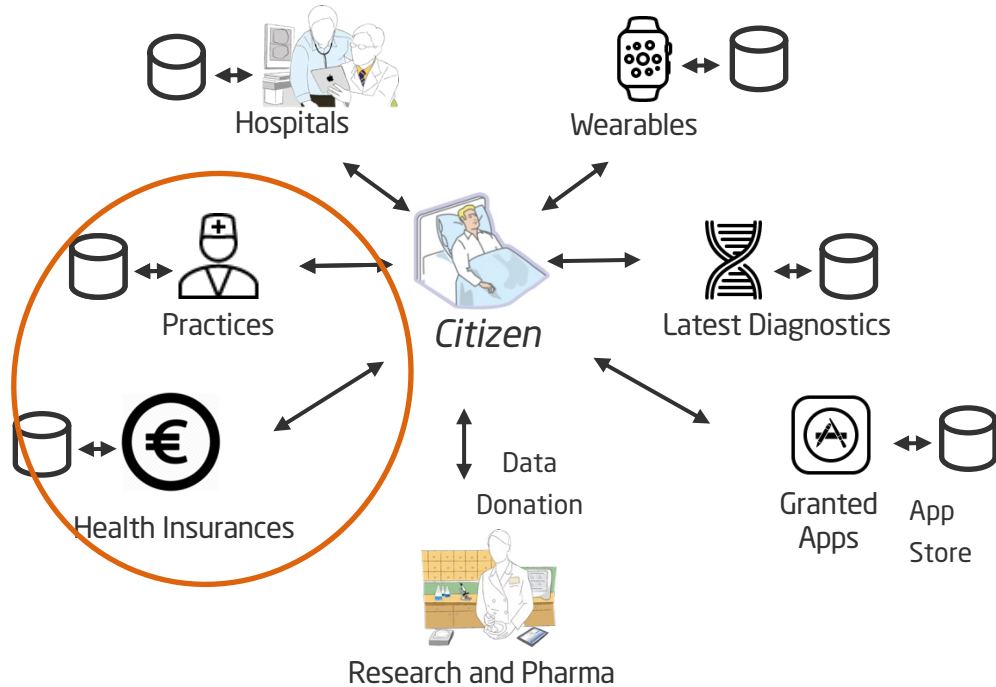 Hospitals
Wearables
Practices
Citizen
Latest Diagnostics
€
Health Insurances
Data
Donation
Granted
Apps
App
Store
Research and Pharma